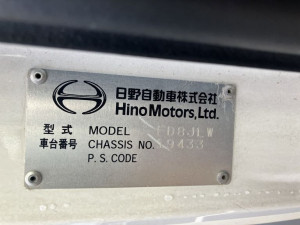 日野自動車株式会社
Hino Motors, Ltd.
型式 MODEL FD8JLW
車台番号 CHASSIS NO. 19433
P. S. CODE